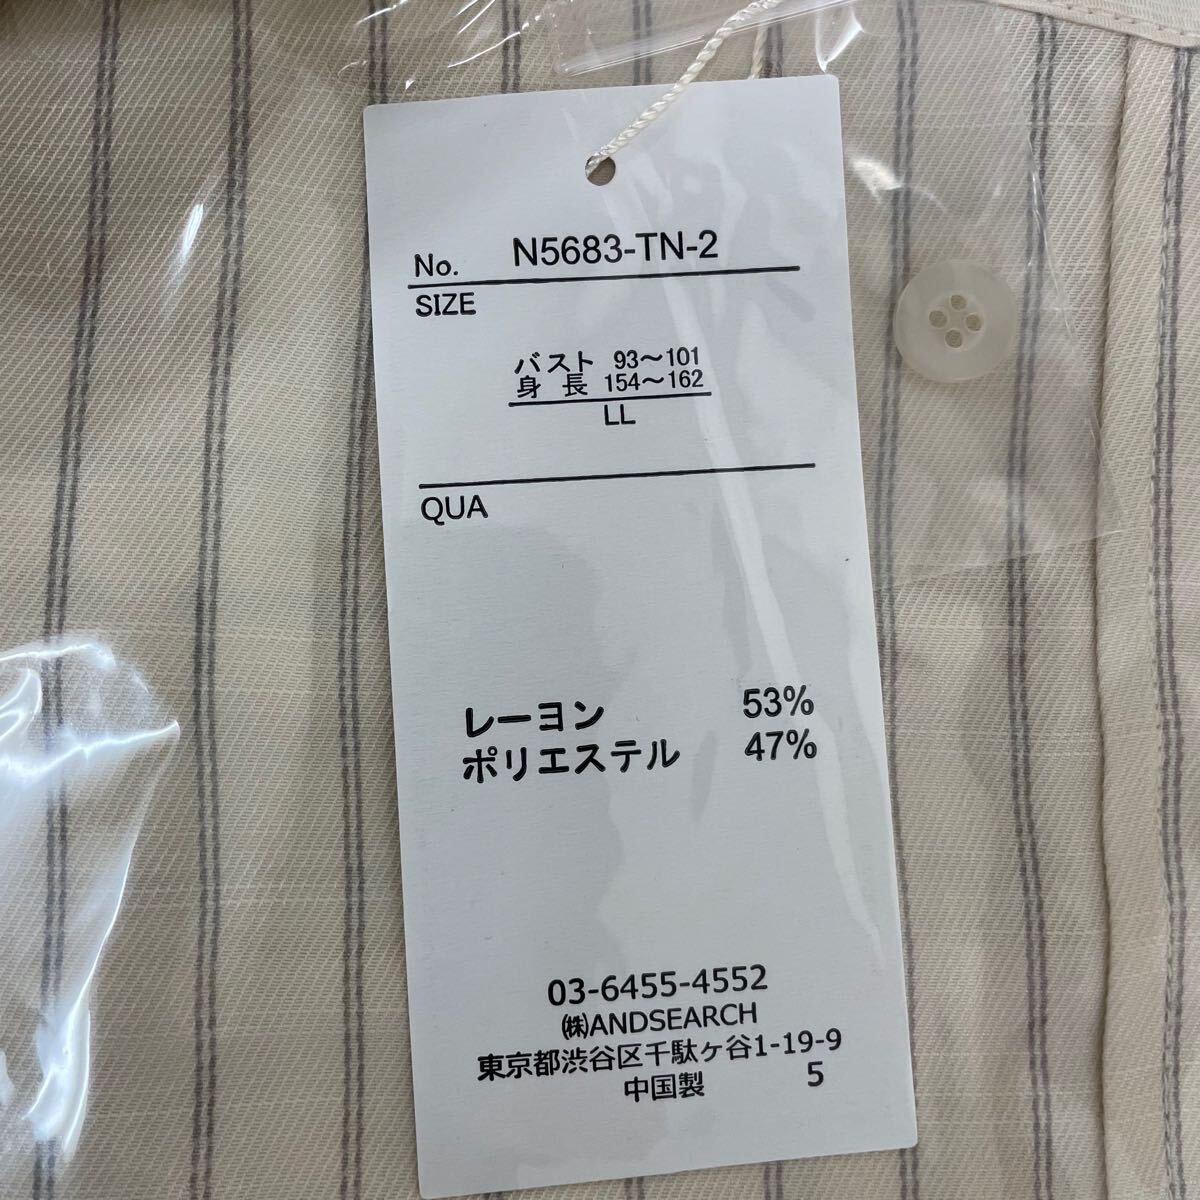 No. N5683-TN-2
SIZE
バスト 93～101
身 長 154～162
LL
QUA
レーヨン 53%
ポリエステル 47%
03-6455-4552
㈱ANDSEARCH
東京都渋谷区千駄ヶ谷1-19-9
中国製 5